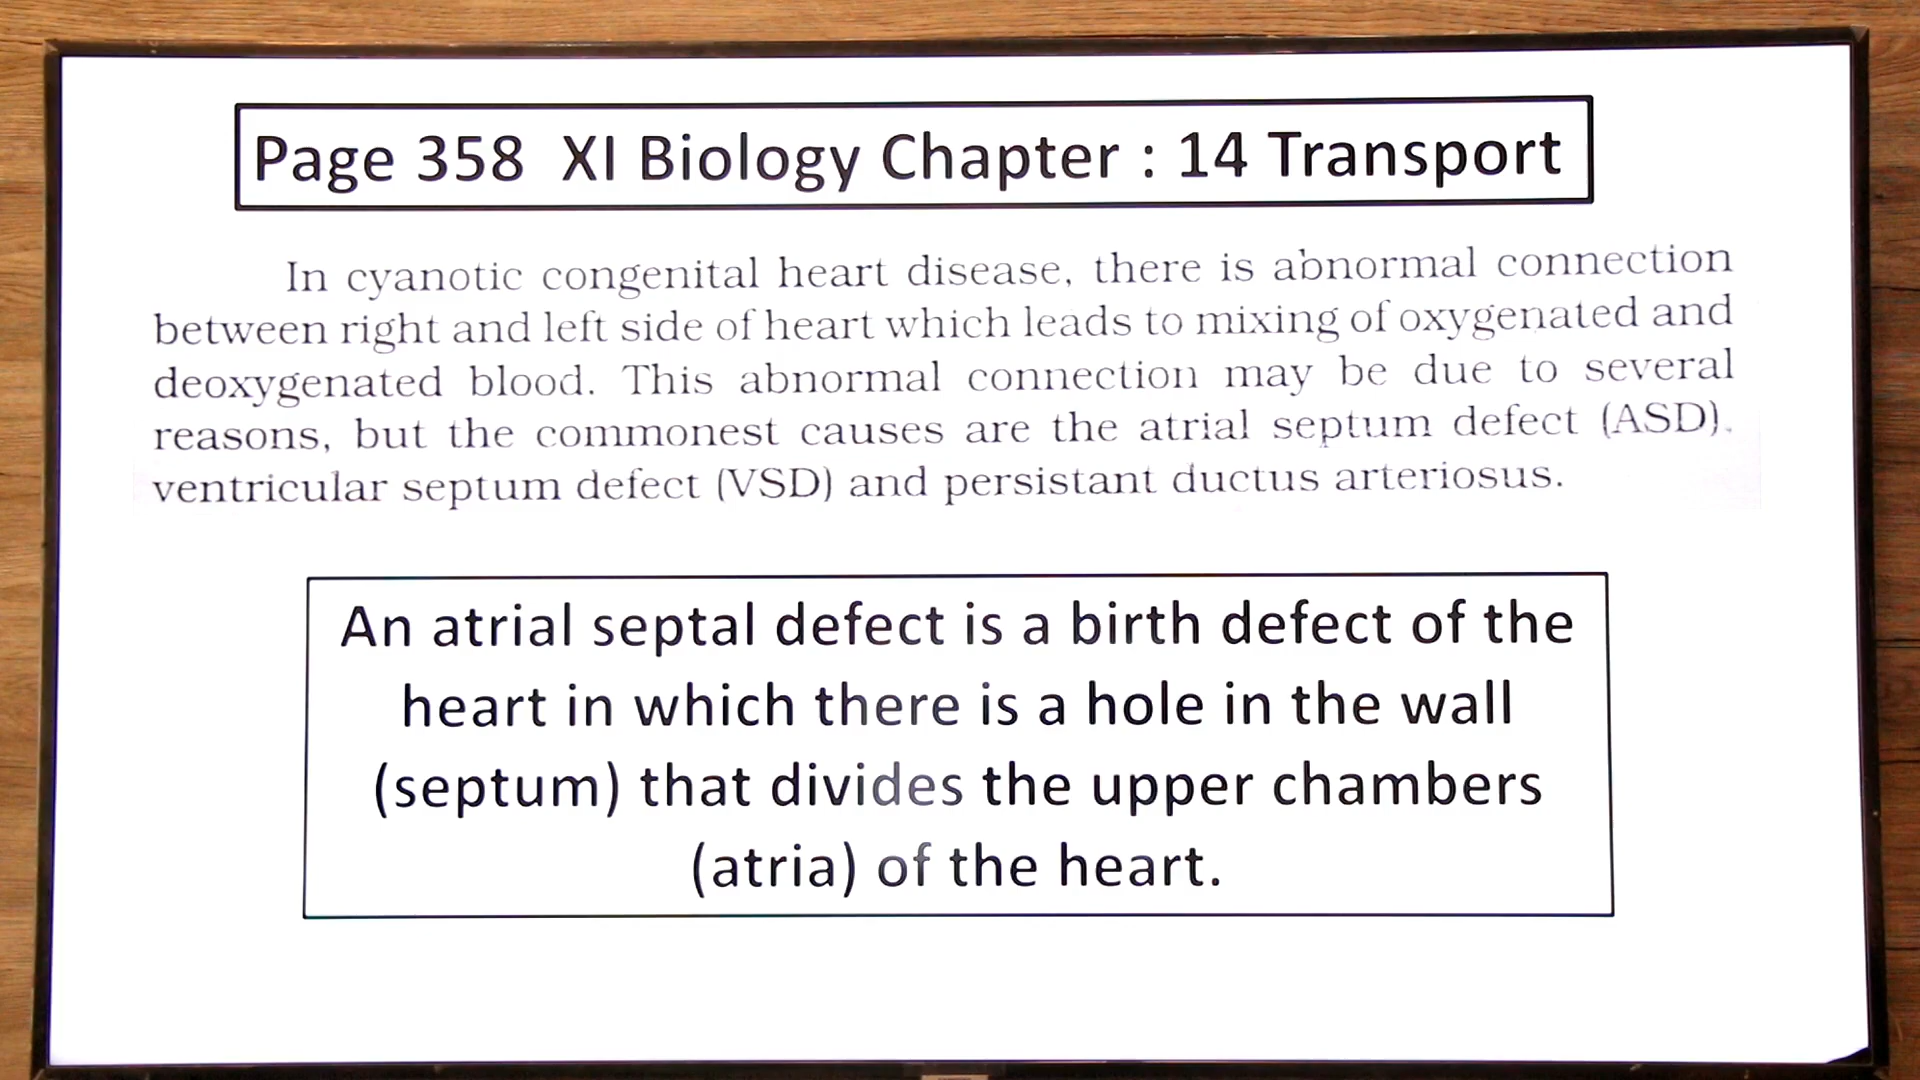 Page 358 XI Biology Chapter : 14 Transport
In cyanotic congenital heart disease, there is abnormal connection
between right and left side of heart which leads to mixing of oxygenated and
deoxygenated blood. This abnormal connection may be due to several
reasons, but the commonest causes are the atrial septum defect (ASD),
ventricular septum defect (VSD) and persistant ductus arteriosus.
An atrial septal defect is a birth defect of the
heart in which there is a hole in the wall
(septum) that divides the upper chambers
(atria) of the heart.